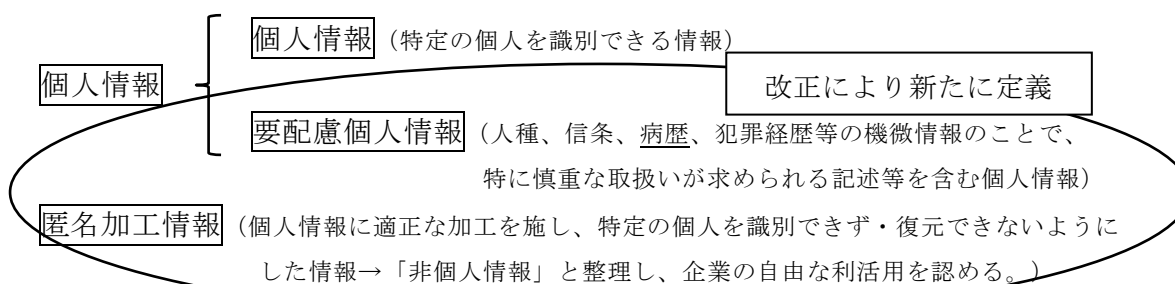 個人情報（特定の個人を識別できる情報）
個人情報
改正により新たに定義
要配慮個人情報（人種、信条、病歴、犯罪経歴等の機微情報のことで、
特に慎重な取扱いが求められる記述等を含む個人情報）
匿名加工情報（個人情報に適正な加工を施し、特定の個人を識別できず・復元できないように
した情報→「非個人情報」と整理し、企業の自由な利活用を認める。）